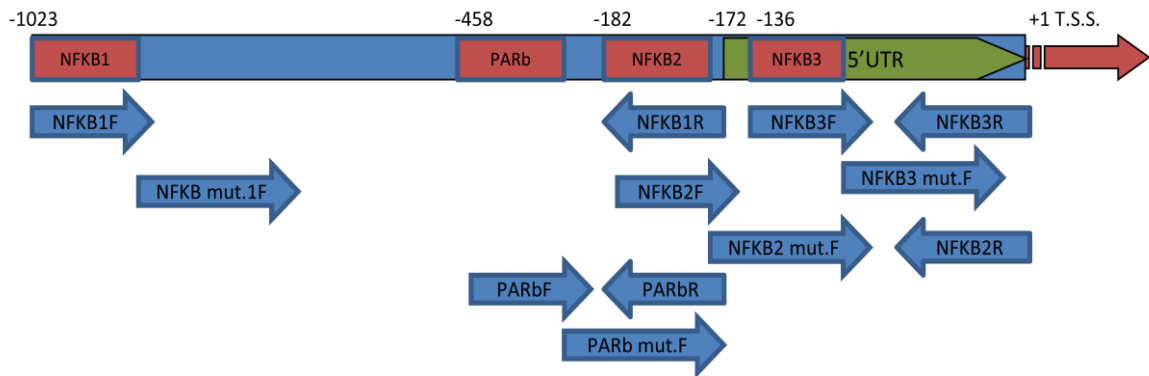 -1023 -458 -182 -172 -136 +1 T.S.S.
NFKB1 PARb NFKB2 NFKB3 5'UTR
NFKB1F NFKB1R NFKB3F NFKB3R
NFKB mut.1F NFKB2F NFKB3 mut.F
NFKB2 mut.F NFKB2R
PARbF PARbR
PARb mut.F